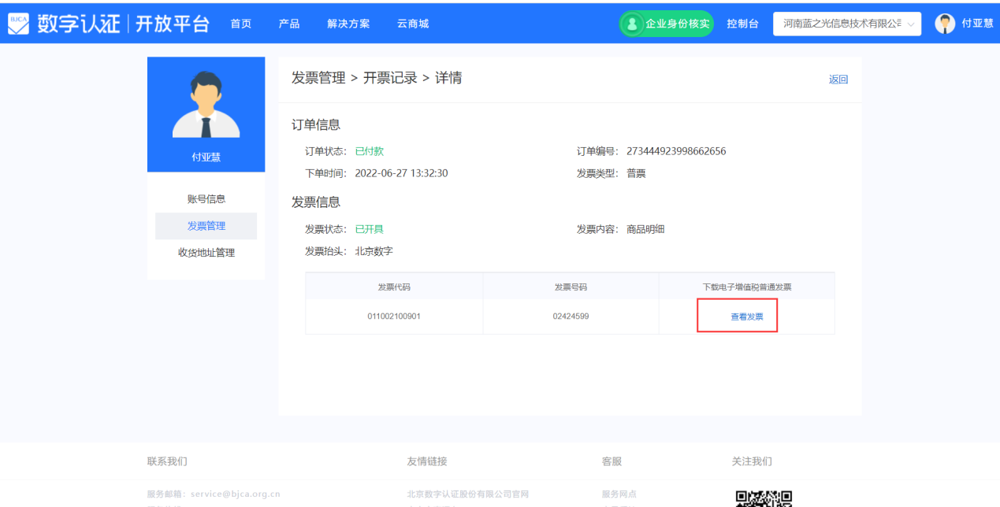 BJCA 数字认证 开放平台 首页 产品 解决方案 云商城 企业身份核实 控制台 河南蓝之光信息技术有限公 付亚慧
付亚慧
账号信息
发票管理
收货地址管理
发票管理 > 开票记录 > 详情 返回
订单信息
订单状态: 已付款 订单编号: 273444923998662656
下单时间: 2022-06-27 13:32:30 发票类型: 普票
发票信息
发票状态: 已开具 发票内容: 商品明细
发票抬头: 北京数字
发票代码 发票号码 下载电子增值税普通发票
011002100901 02424599 查看发票
联系我们 友情链接 客服 关注我们
服务邮箱: service@bjca.org.cn 北京数字认证股份有限公司官网 服务网点